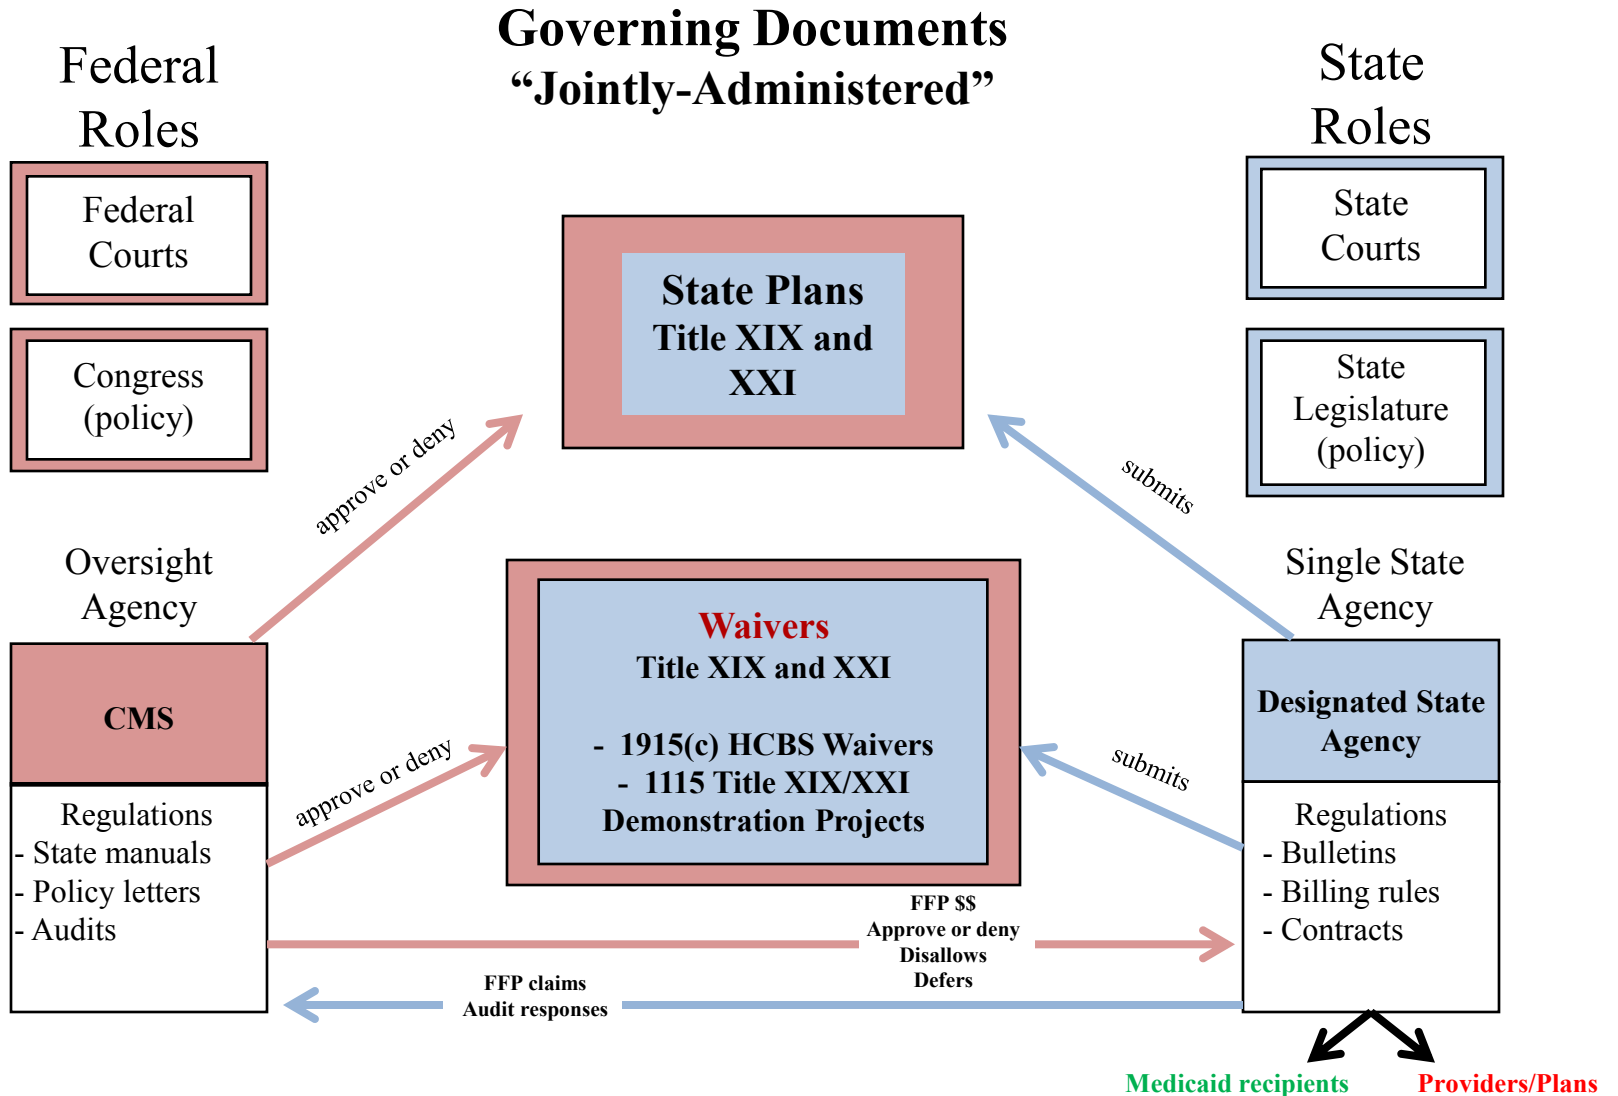 Governing Documents
“Jointly-Administered”
Federal
Roles
Federal
Courts
Congress
(policy)
Oversight
Agency
CMS
Regulations
- State manuals
- Policy letters
- Audits
approve or deny
approve or deny
State Plans
Title XIX and
XXI
Waivers
Title XIX and XXI
- 1915(c) HCBS Waivers
- 1115 Title XIX/XXI
Demonstration Projects
FFP $$
Approve or deny
Disallows
Defers
FFP claims
Audit responses
submits
submits
State
Roles
State
Courts
State
Legislature
(policy)
Single State
Agency
Designated State
Agency
Regulations
- Bulletins
- Billing rules
- Contracts
Medicaid recipients
Providers/Plans